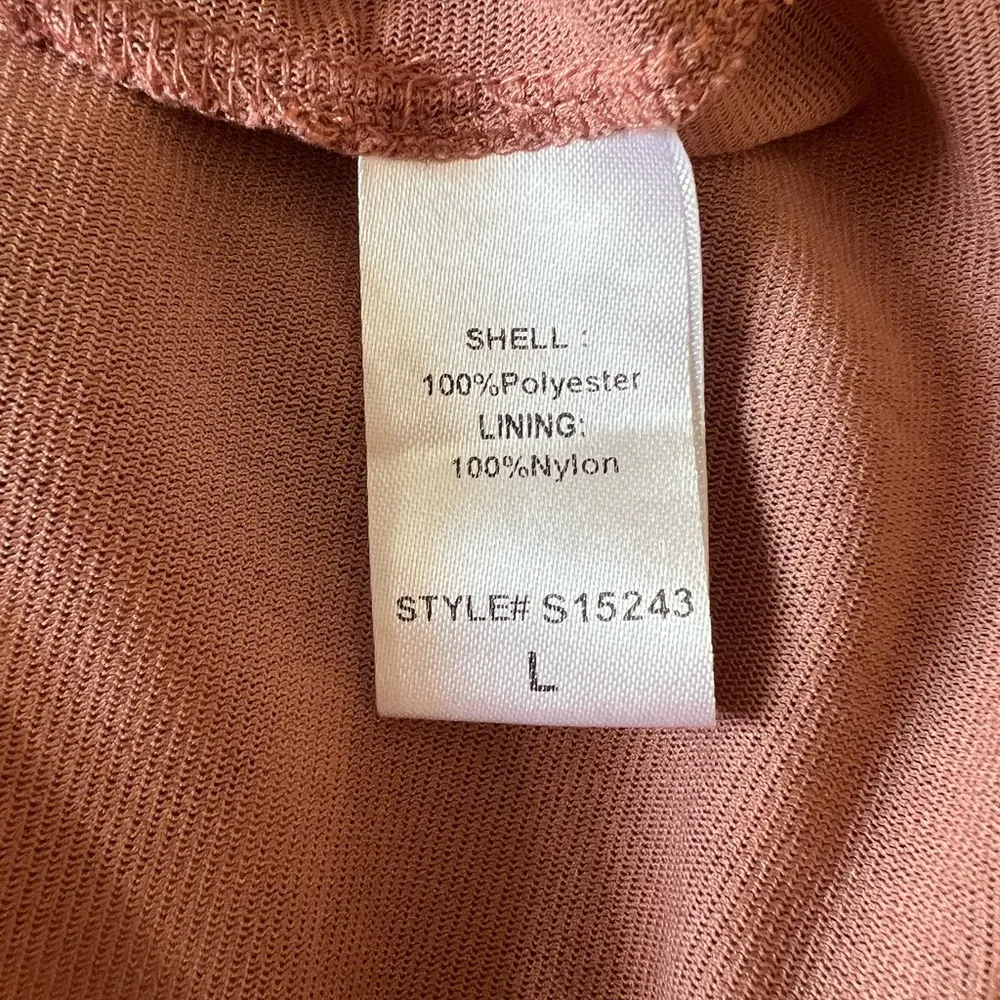 SHELL :
100%Polyester
LINING:
100%Nylon
STYLE# S15243
L